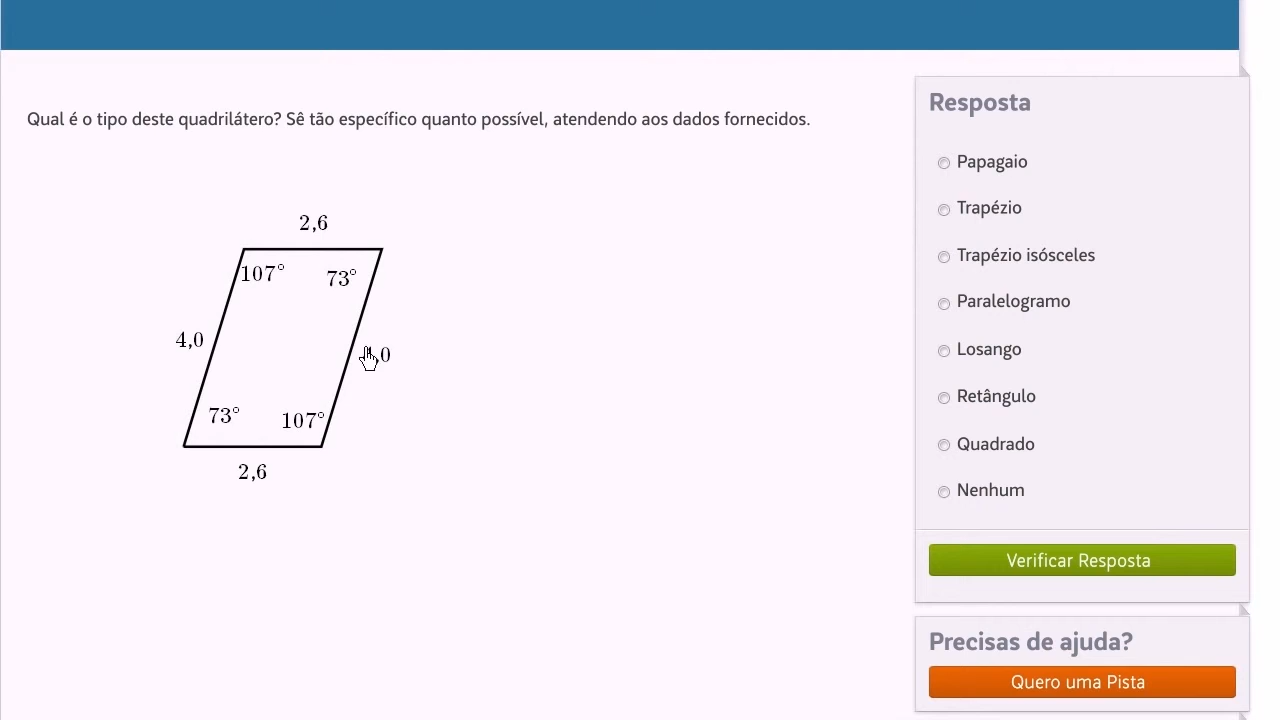 Qual é o tipo deste quadrilátero? Sê tão específico quanto possível, atendendo aos dados fornecidos.
2,6
107°
73°
4,0
73°
107°
2,6
Resposta
Papagaio
Trapézio
Trapézio isósceles
Paralelogramo
Losango
Retângulo
Quadrado
Nenhum
Verificar Resposta
Precisas de ajuda?
Quero uma Pista